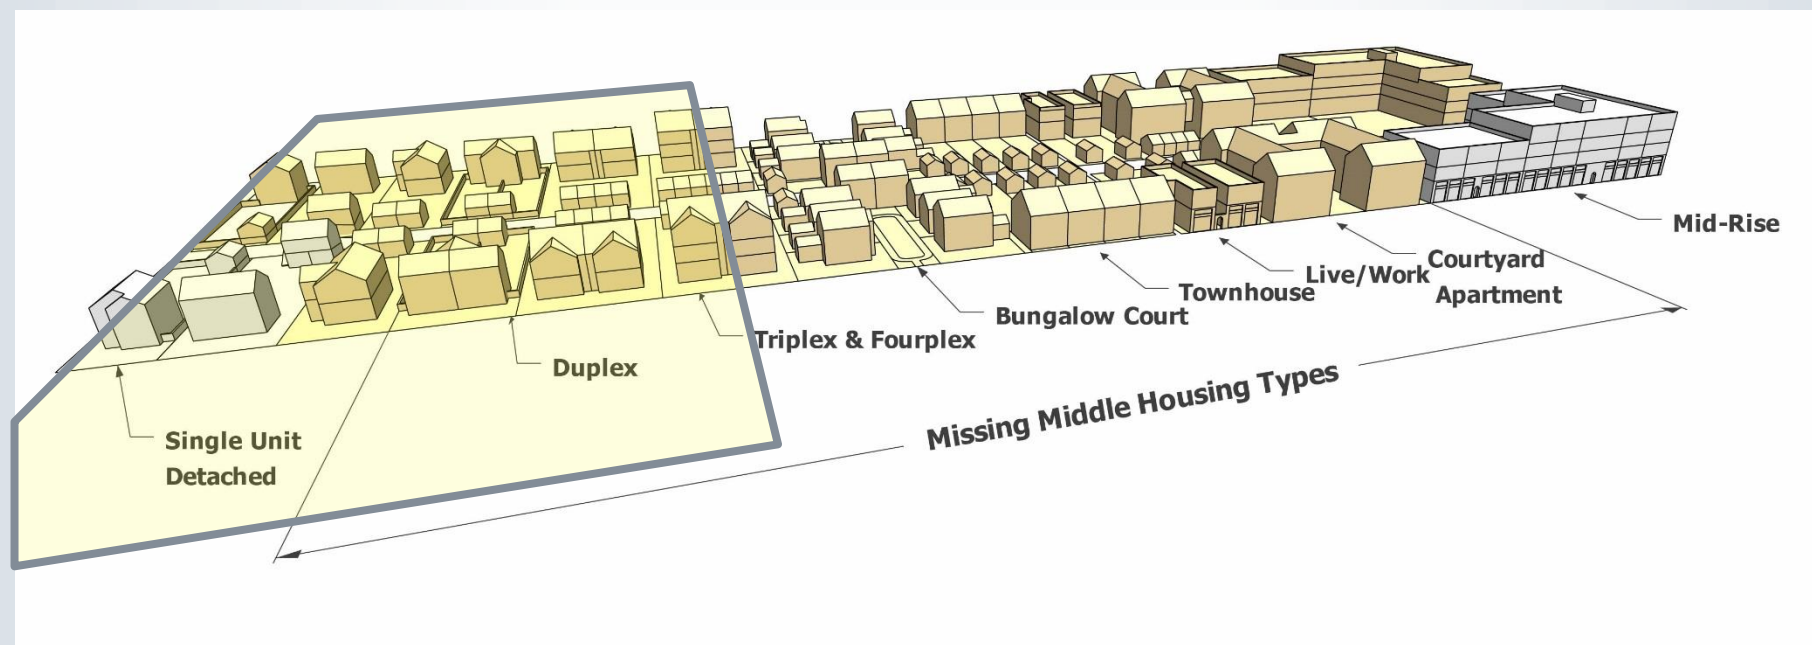 Single Unit
Detached
Duplex
Triplex & Fourplex
Bungalow Court
Townhouse
Live/Work
Courtyard
Apartment
Mid-Rise
Missing Middle Housing Types